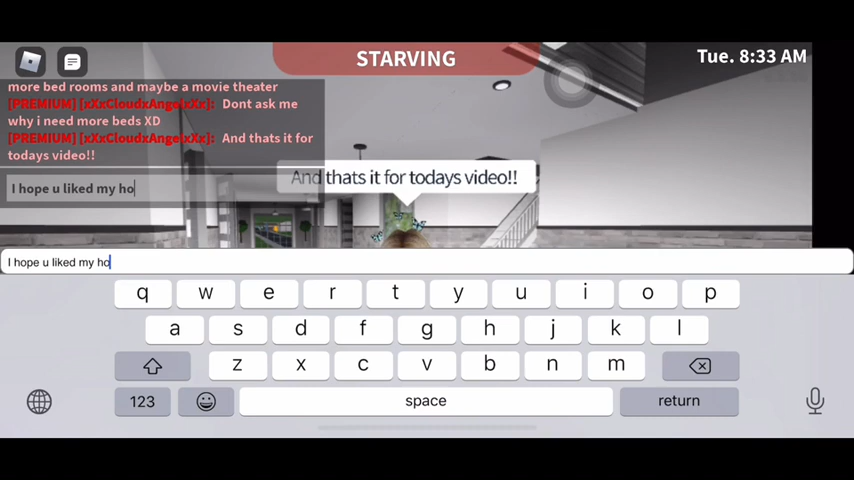 STARVING
Tue. 8:33 AM
more bed rooms and maybe a movie theater
[PREMIUM] [xXxCloudxAngelxXx]: Dont ask me
why i need more beds XD
[PREMIUM] [xXxCloudxAngelxXx]: And thats it for
todays video!!
I hope u liked my ho
And thats it for todays video!!
I hope u liked my ho
q w e r t y u i o p
a s d f g h j k l
z x c v b n m
123 space return